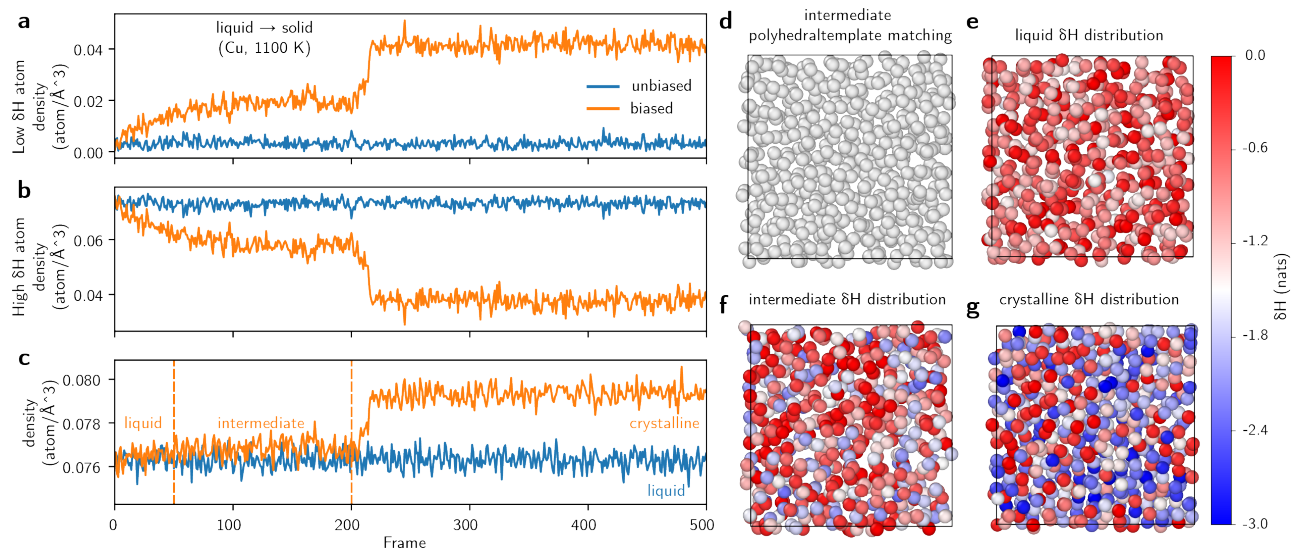 a
liquid → solid
(Cu, 1100 K)
Low δH atom
density
(atom/Å^3)
0.04
0.02
0.00
unbiased
biased
b
High δH atom
density
(atom/Å^3)
0.06
0.04
c
density
(atom/Å^3)
0.080
0.078
0.076
liquid
intermediate
crystalline
liquid
0
100
200
300
400
500
Frame
d
intermediate
polyhedraltemplate matching
e
liquid δH distribution
f
intermediate δH distribution
g
crystalline δH distribution
0.0
-0.6
-1.2
-1.8
-2.4
-3.0
δH (nats)